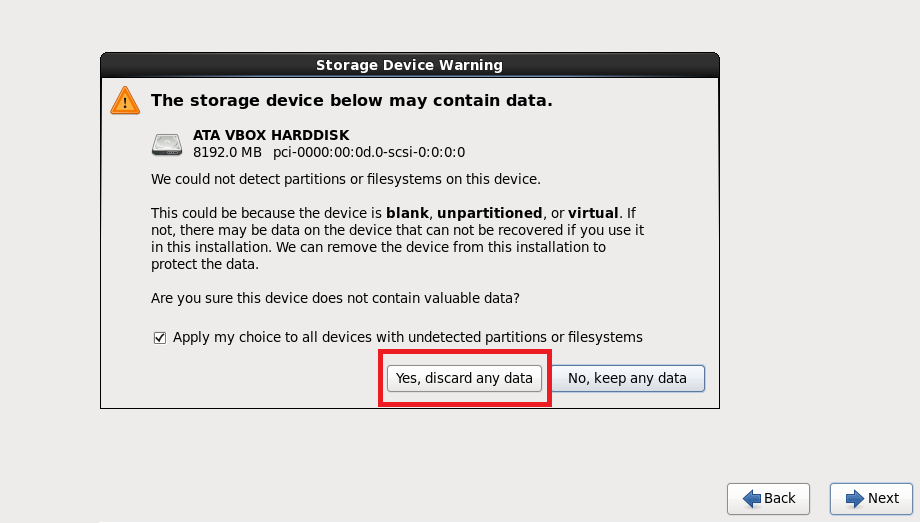 Storage Device Warning
The storage device below may contain data.
ATA VBOX HARDDISK
8192.0 MB pci-0000:00:0d.0-scsi-0:0:0:0
We could not detect partitions or filesystems on this device.
This could be because the device is blank, unpartitioned, or virtual. If
not, there may be data on the device that can not be recovered if you use it
in this installation. We can remove the device from this installation to
protect the data.
Are you sure this device does not contain valuable data?
Apply my choice to all devices with undetected partitions or filesystems
Yes, discard any data No, keep any data
Back Next